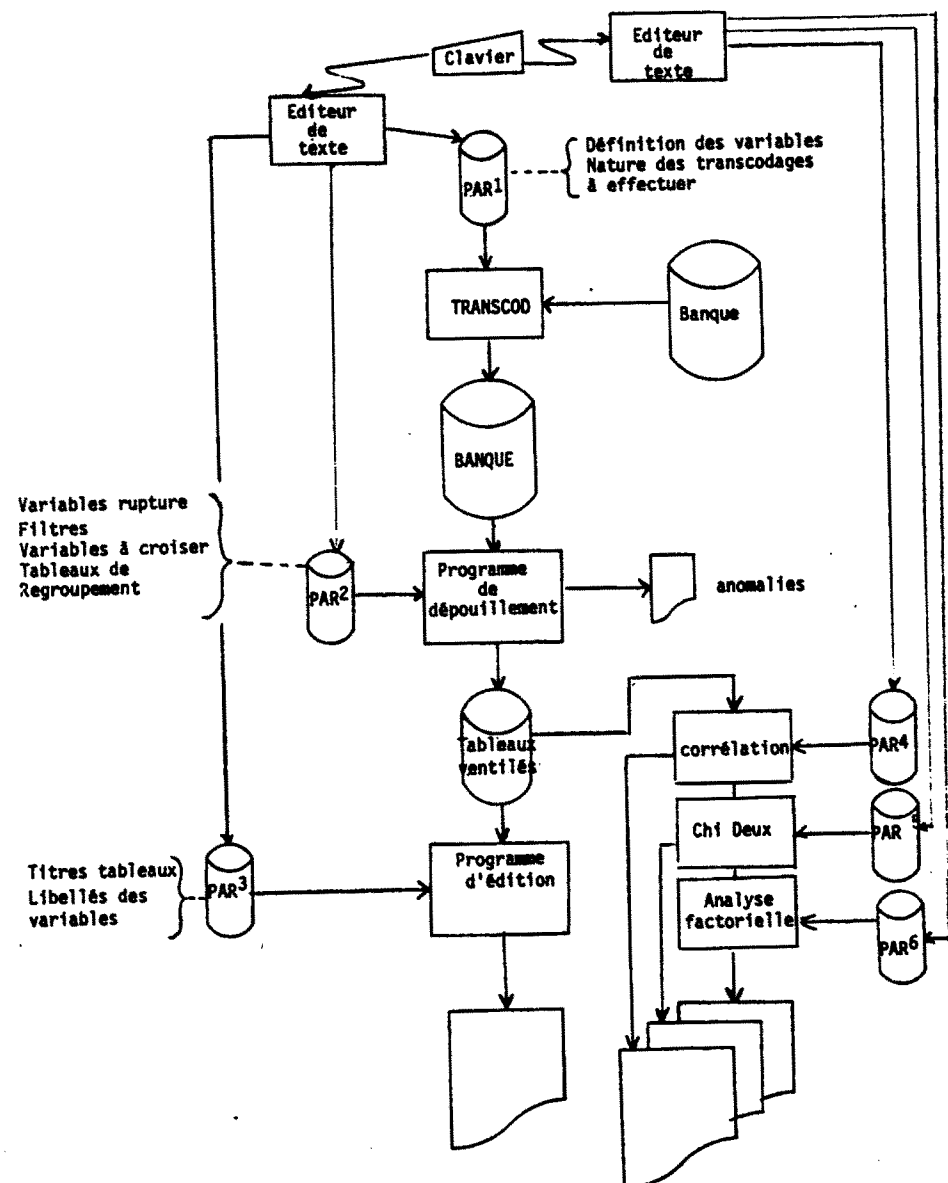 Clavier
Editeur
de
texte
Editeur
de
texte
PAR1
Définition des variables
Nature des transcodages
à effectuer
TRANSCOD
Banque
BANQUE
Variables rupture
Filtres
Variables à croiser
Tableaux de
Regroupement
PAR2
Programme
de
dépouillement
anomalies
Tableaux
ventilés
corrélation
PAR4
Chi Deux
PAR
Titres tableaux
Libellés des
variables
PAR3
Programme
d'édition
Analyse
factorielle
PAR6